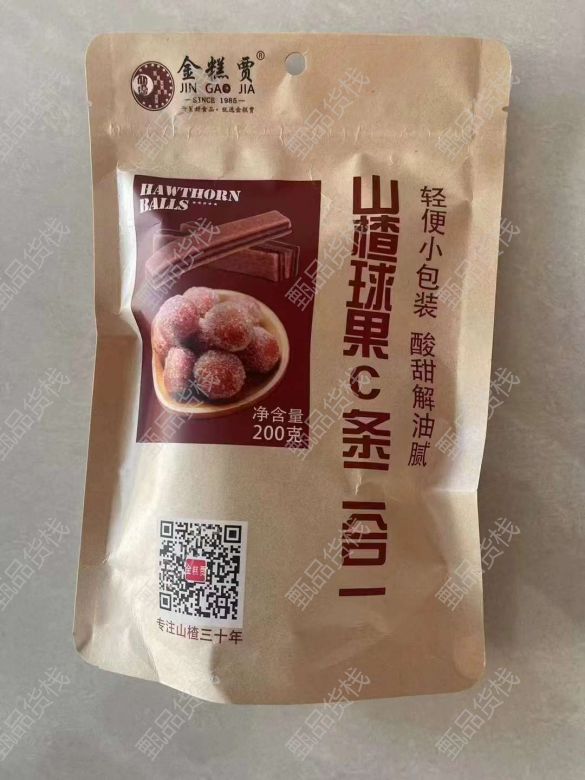 金糕贾®
JIN GAO JIA
SINCE 1985
HAWTHORN
BALLS
净含量
200克
山楂球果C条二合一
轻便小包装 酸甜解油腻
金糕贾
专注山楂三十年
甄品货栈